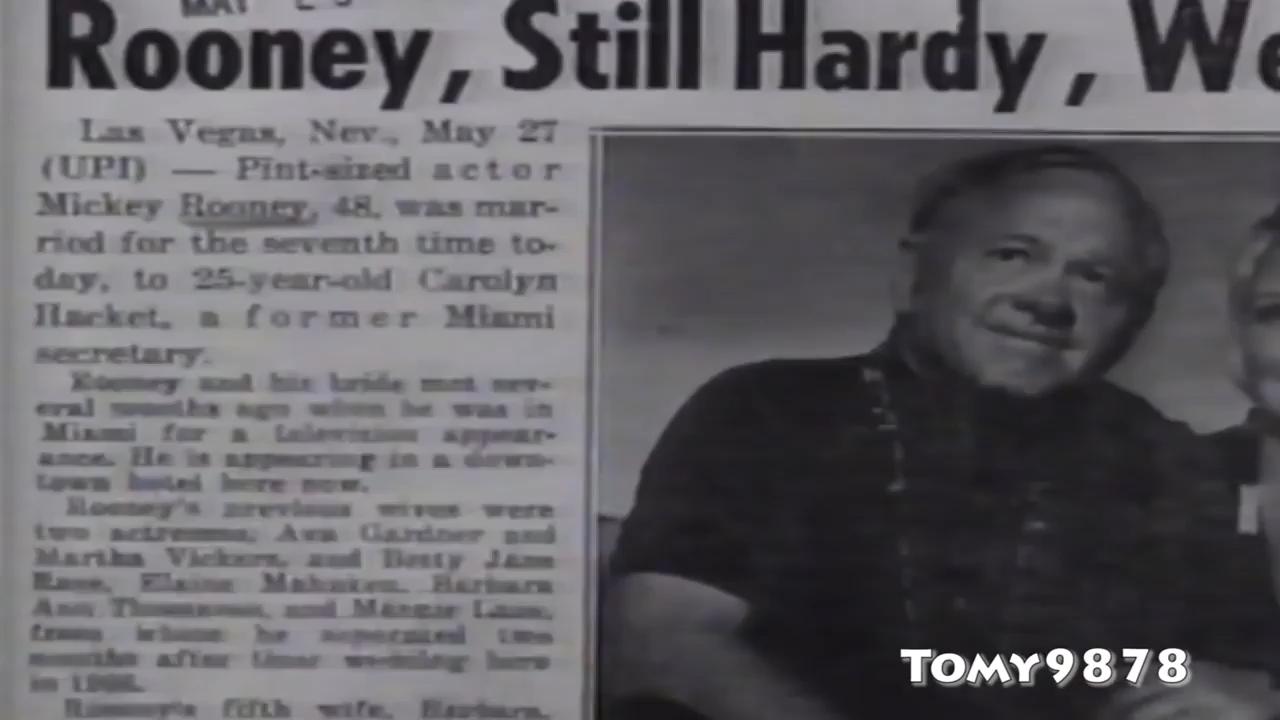 MAY
Rooney, Still Hardy, We
Las Vegas, Nev., May 27
(UPI) — Pint-sized actor
Mickey Rooney, 48, was mar-
ried for the seventh time to-
day, to 25-year-old Carolyn
Hacket, a former Miami
secretary.
Rooney and his bride met sev-
eral months ago when he was in
Miami for a television appear-
ance. He is appearing in a down-
town hotel here now.
Rooney's previous wives were
two actresses, Ava Gardner and
Martha Vickers, and Betty Jane
Rase, Elaine Mahnken, Barbara
Ann Thomason, and Margie Lane,
from whom he separated two
months after their wedding here
in
Rooney's fifth wife, Barbara,
TOMY9878